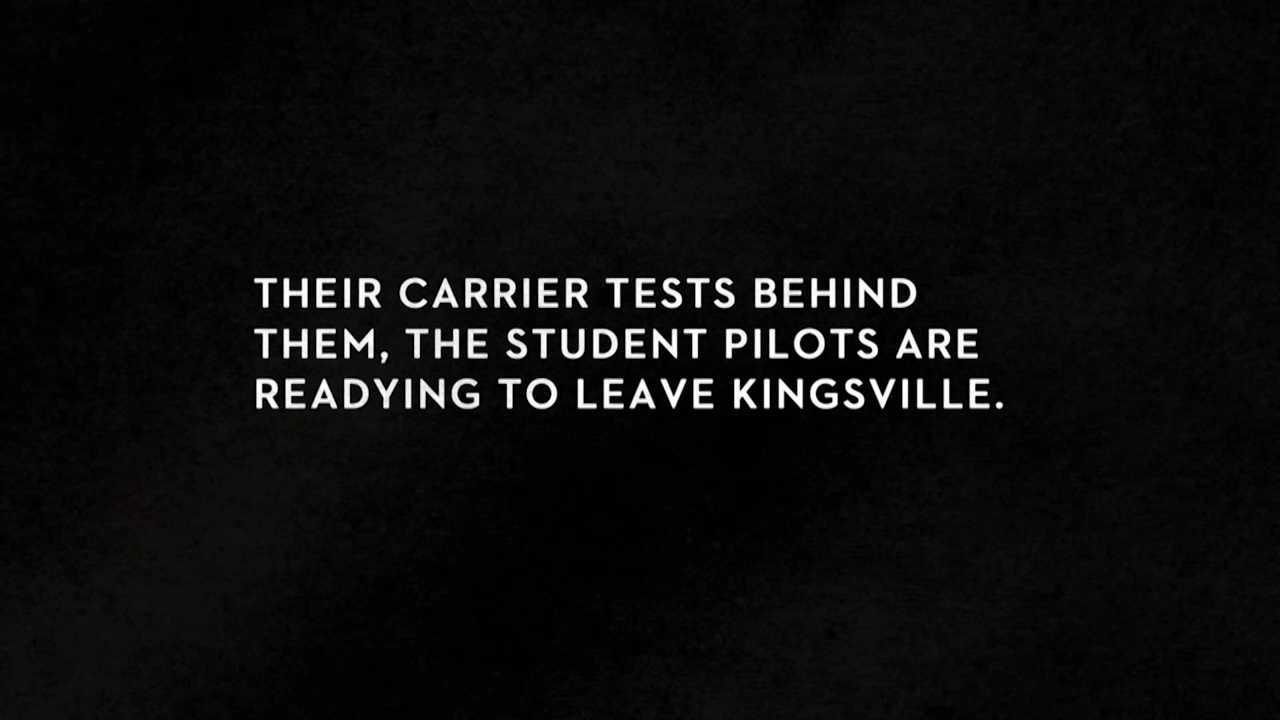 THEIR CARRIER TESTS BEHIND
THEM, THE STUDENT PILOTS ARE
READYING TO LEAVE KINGSVILLE.